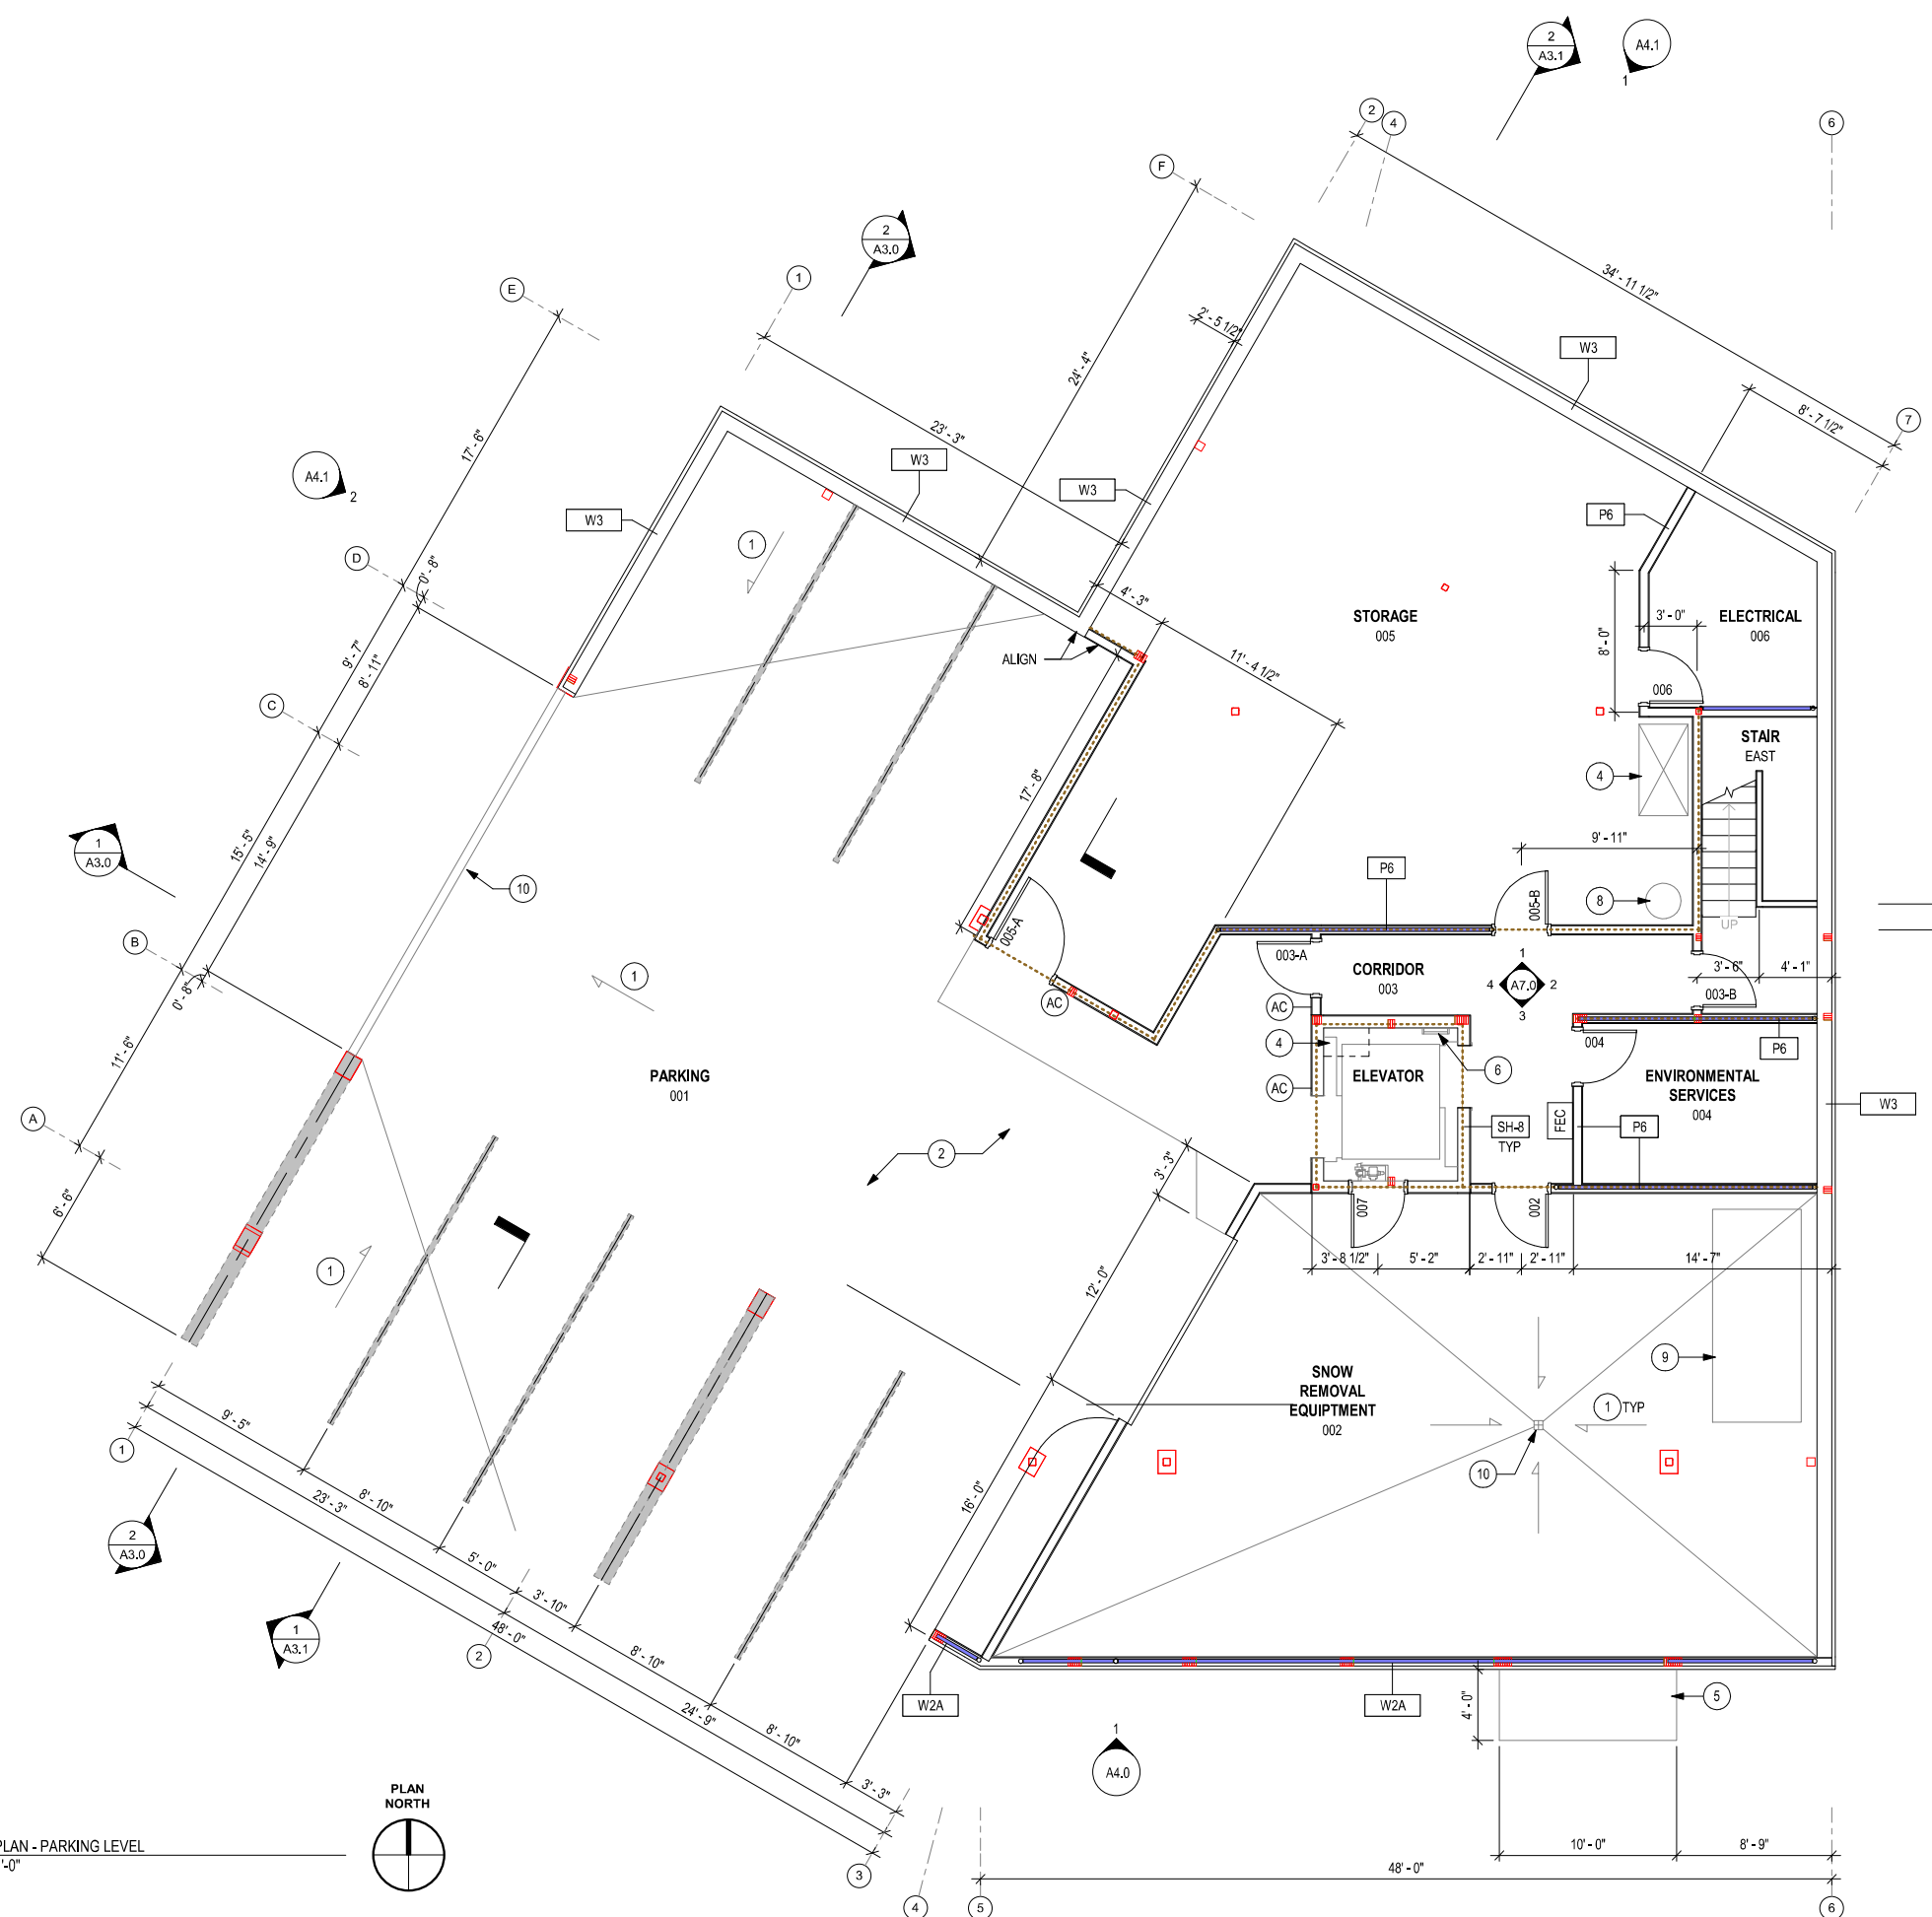 2
A3.1
A4.1
1
2
4
6
F
2
A3.0
1
E
34' - 11 1/2"
2' - 5 1/2"
W3
24' - 4"
8' - 7 1/2"
7
17' - 6"
23' - 3"
W3
W3
A4.1
2
W3
P6
1
D
0' - 8"
4' - 3"
STORAGE
005
3' - 0"
ELECTRICAL
006
8' - 0"
9' - 7"
8' - 11"
ALIGN
11' - 4 1/2"
006
C
STAIR
EAST
4
17' - 8"
15' - 5"
14' - 9"
1
A3.0
9' - 11"
10
P6
005-B
8
UP
005-A
B
0' - 8"
1
003-A
CORRIDOR
003
1
4
A7.0
2
3
3' - 6"
4' - 1"
003-B
AC
AC
4
004
P6
11' - 6"
PARKING
001
ELEVATOR
6
ENVIRONMENTAL
SERVICES
004
AC
A
W3
FEC
SH-8
TYP
P6
2
3' - 3"
6' - 6"
007
002
1
3' - 8 1/2"
5' - 2"
2' - 11"
2' - 11"
14' - 7"
12' - 0"
SNOW
REMOVAL
EQUIPTMENT
002
9
1
TYP
9' - 5"
1
10
8' - 10"
23' - 3"
16' - 0"
2
A3.0
5' - 0"
3' - 10"
48' - 0"
1
A3.1
2
8' - 10"
24' - 9"
W2A
W2A
4' - 0"
5
8' - 10"
1
A4.0
3' - 3"
PLAN
NORTH
PLAN - PARKING LEVEL
'-0"
10' - 0"
8' - 9"
48' - 0"
3
4
5
6